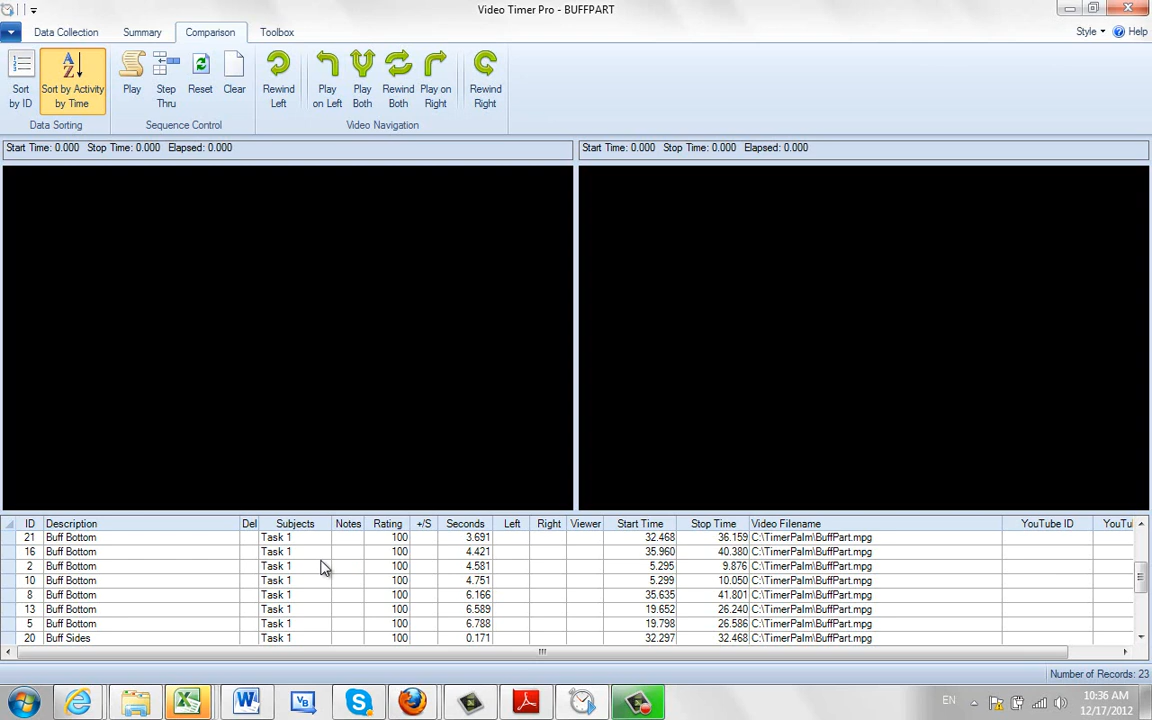 Video Timer Pro - BUFFPART
Data Collection Summary Comparison Toolbox Style Help
Sort by ID
Sort by Activity by Time
Play
Step Thru
Reset
Clear
Rewind Left
Play on Left
Play Both
Rewind Both
Play on Right
Rewind Right
Data Sorting Sequence Control Video Navigation
Start Time: 0.000 Stop Time: 0.000 Elapsed: 0.000
Start Time: 0.000 Stop Time: 0.000 Elapsed: 0.000
ID Description Del Subjects Notes Rating +/S Seconds Left Right Viewer Start Time Stop Time Video Filename YouTube ID YouTu
21 Buff Bottom Task 1 100 3.691 32.468 36.159 C:\TimerPalm\BuffPart.mpg
16 Buff Bottom Task 1 100 4.421 35.960 40.380 C:\TimerPalm\BuffPart.mpg
2 Buff Bottom Task 1 100 4.581 5.295 9.876 C:\TimerPalm\BuffPart.mpg
10 Buff Bottom Task 1 100 4.751 5.299 10.050 C:\TimerPalm\BuffPart.mpg
8 Buff Bottom Task 1 100 6.166 35.635 41.801 C:\TimerPalm\BuffPart.mpg
13 Buff Bottom Task 1 100 6.589 19.652 26.240 C:\TimerPalm\BuffPart.mpg
5 Buff Bottom Task 1 100 6.788 19.798 26.586 C:\TimerPalm\BuffPart.mpg
20 Buff Sides Task 1 100 0.171 32.297 32.468 C:\TimerPalm\BuffPart.mpg
Number of Records: 23
EN 10:36 AM
12/17/2012